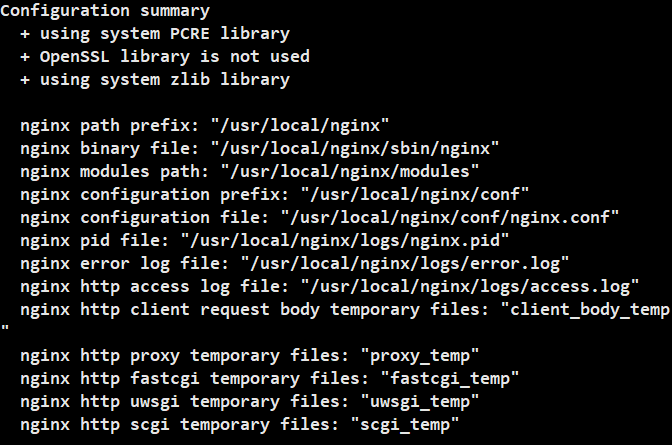 Configuration summary
+ using system PCRE library
+ OpenSSL library is not used
+ using system zlib library
nginx path prefix: "/usr/local/nginx"
nginx binary file: "/usr/local/nginx/sbin/nginx"
nginx modules path: "/usr/local/nginx/modules"
nginx configuration prefix: "/usr/local/nginx/conf"
nginx configuration file: "/usr/local/nginx/conf/nginx.conf"
nginx pid file: "/usr/local/nginx/logs/nginx.pid"
nginx error log file: "/usr/local/nginx/logs/error.log"
nginx http access log file: "/usr/local/nginx/logs/access.log"
nginx http client request body temporary files: "client_body_temp
"
nginx http proxy temporary files: "proxy_temp"
nginx http fastcgi temporary files: "fastcgi_temp"
nginx http uwsgi temporary files: "uwsgi_temp"
nginx http scgi temporary files: "scgi_temp"